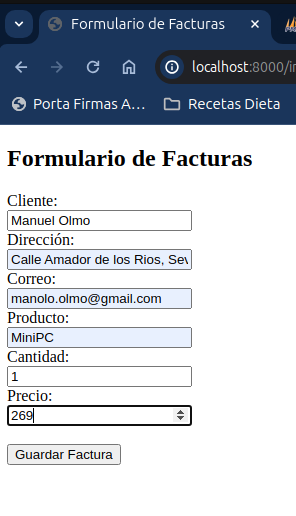 Formulario de Facturas
localhost:8000/in
Porta Firmas A... Recetas Dieta
Formulario de Facturas
Cliente:
Manuel Olmo
Dirección:
Calle Amador de los Rios, Sev
Correo:
manolo.olmo@gmail.com
Producto:
MiniPC
Cantidad:
1
Precio:
269
Guardar Factura